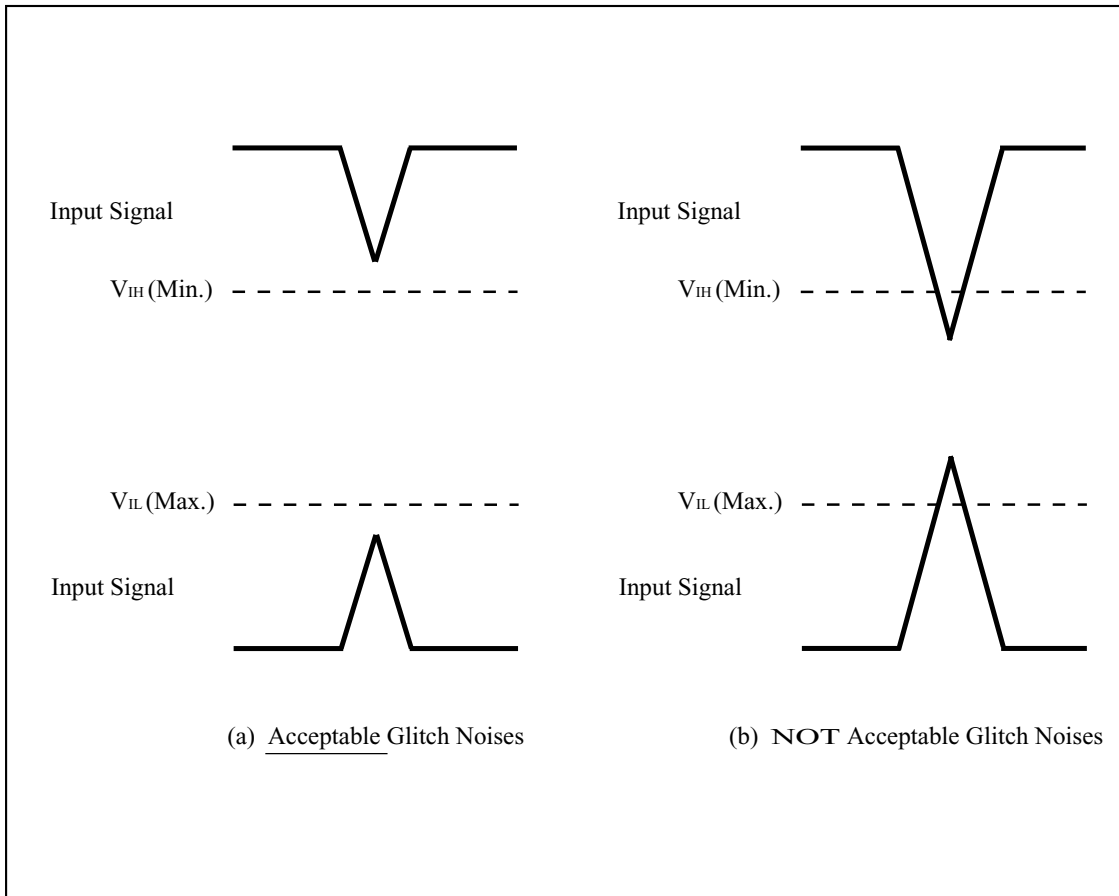 Input Signal
Input Signal
VIH (Min.)
VIH (Min.)
VIL (Max.)
VIL (Max.)
Input Signal
Input Signal
(a) Acceptable Glitch Noises
(b) NOT Acceptable Glitch Noises